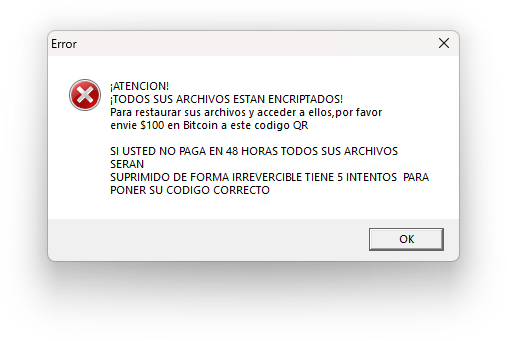 Error
¡ATENCION!
¡TODOS SUS ARCHIVOS ESTAN ENCRIPTADOS!
Para restaurar sus archivos y acceder a ellos,por favor
envie $100 en Bitcoin a este codigo QR
SI USTED NO PAGA EN 48 HORAS TODOS SUS ARCHIVOS
SERAN
SUPRIMIDO DE FORMA IRREVERCIBLE TIENE 5 INTENTOS  PARA
PONER SU CODIGO CORRECTO
OK